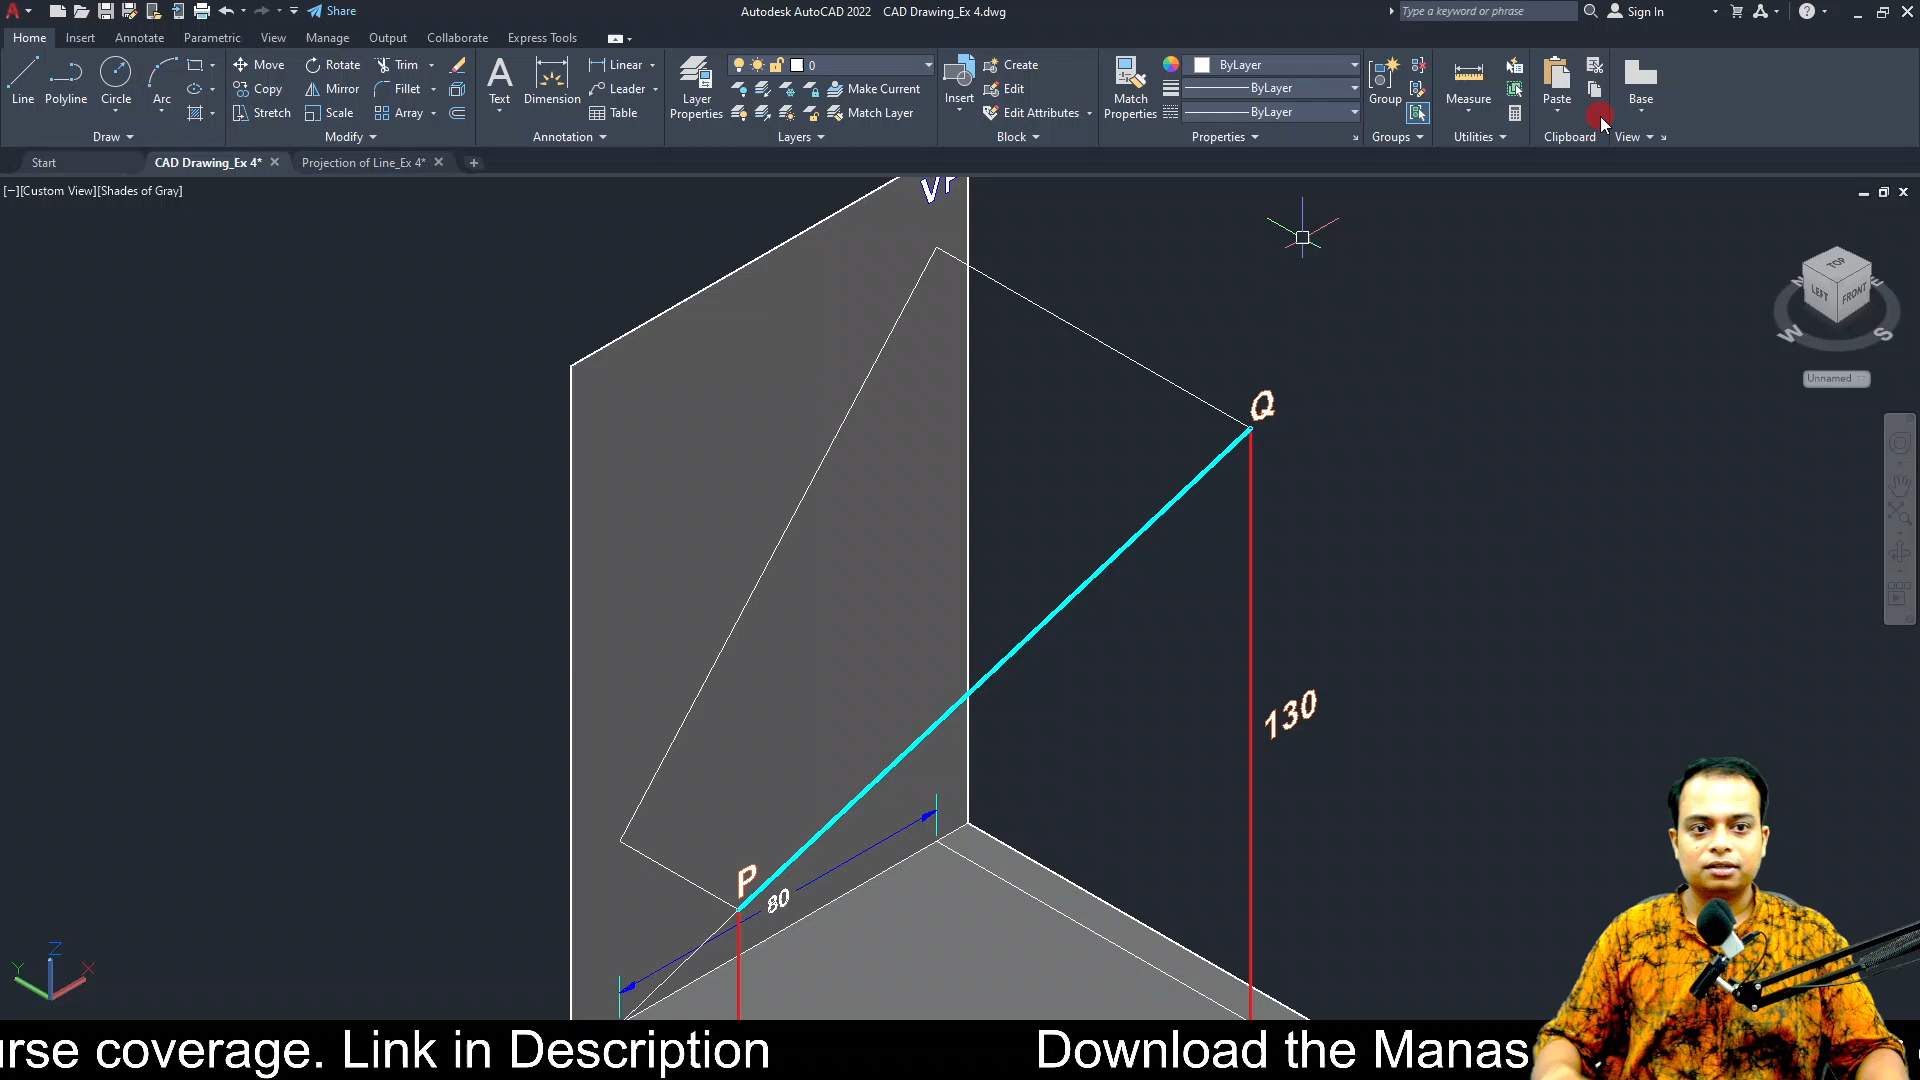 Share
Autodesk AutoCAD 2022 CAD Drawing_Ex 4.dwg
Type a keyword or phrase
Sign In
Home Insert Annotate Parametric View Manage Output Collaborate Express Tools
Line Polyline Circle Arc
Draw
Move Rotate Trim
Copy Mirror Fillet
Stretch Scale Array
Modify
Text Dimension
Linear
Leader
Table
Annotation
Layer Properties
0
Make Current
Match Layer
Layers
Insert
Create
Edit
Edit Attributes
Block
Match Properties
ByLayer
ByLayer
ByLayer
Properties
Group
Groups
Measure
Utilities
Paste
Clipboard
Base
View
Start CAD Drawing_Ex 4* Projection of Line_Ex 4*
[−][Custom View][Shades of Gray]
TOP
LEFT FRONT
W S
Unnamed
Q
130
P
80
Z
Y X
urse coverage. Link in Description Download the Manas